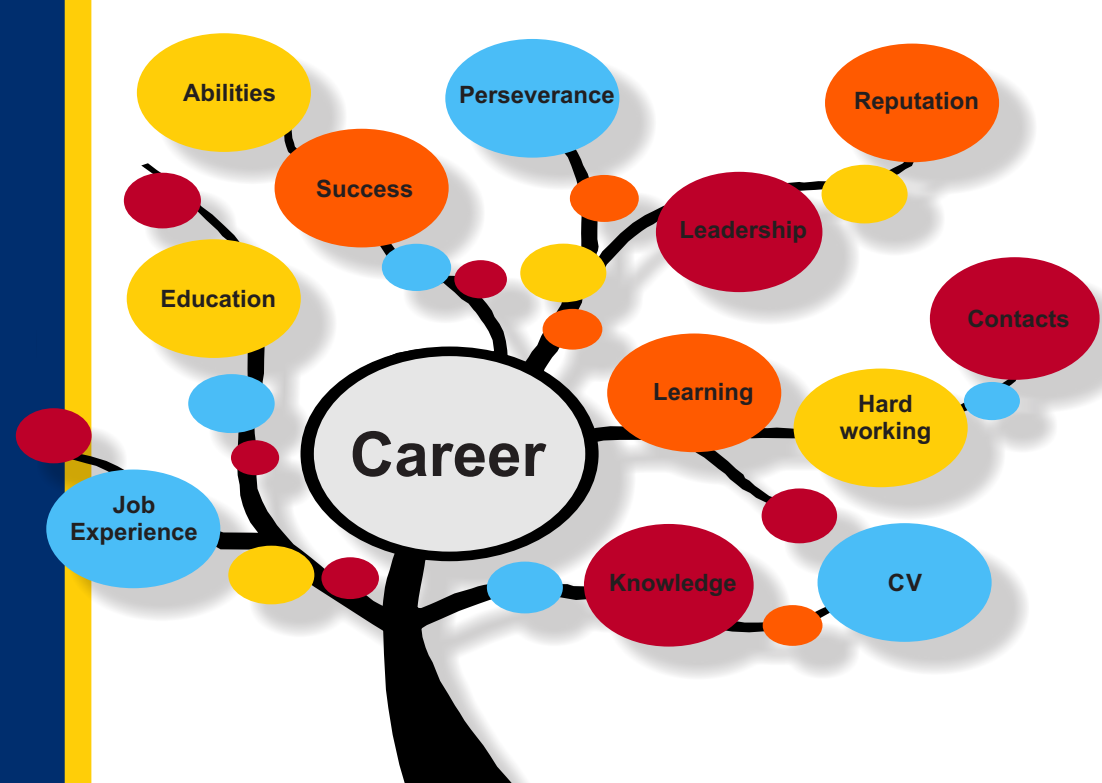 Abilities
Perseverance
Reputation
Success
Leadership
Education
Contacts
Learning
Hard
working
Career
Job
Experience
Knowledge
CV